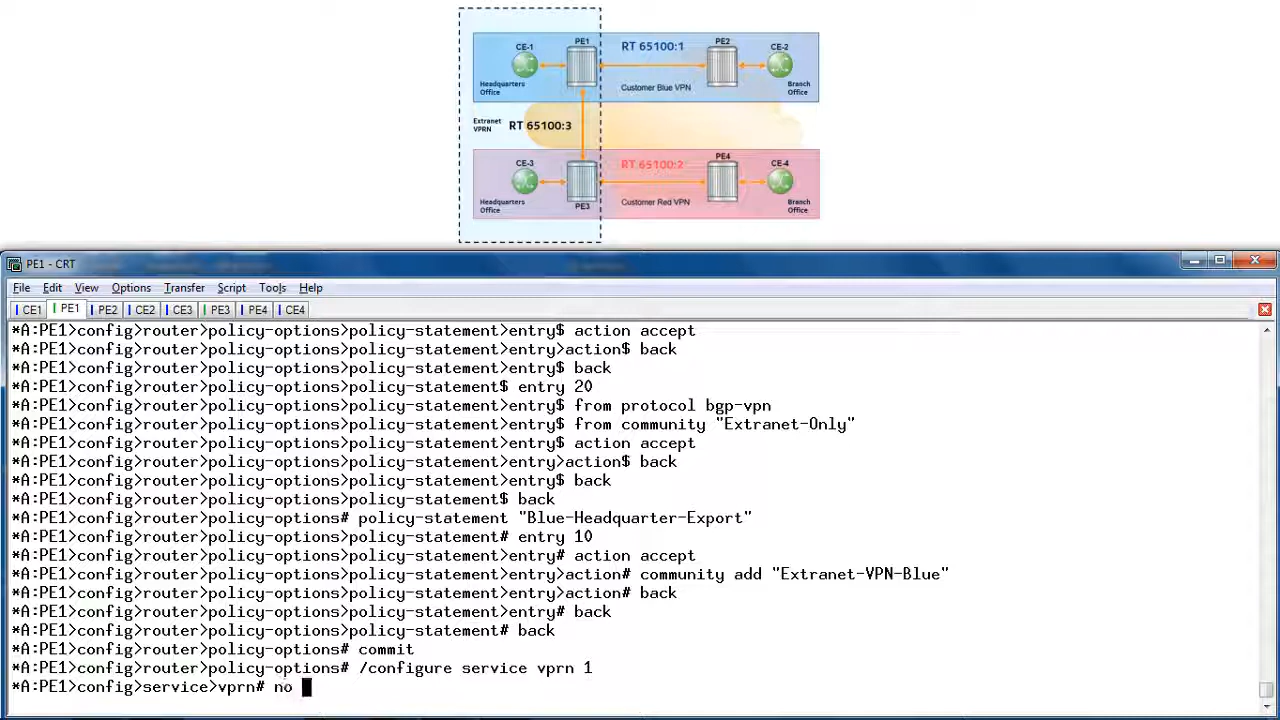 CE-1
PE1
RT 65100:1
PE2
CE-2
Headquarters
Office
Customer Blue VPN
Branch
Office
Extranet
VPRN
RT 65100:3
CE-3
RT 65100:2
PE4
CE-4
Headquarters
Office
PE3
Customer Red VPN
Branch
Office
PE1 - CRT
File Edit View Options Transfer Script Tools Help
CE1 PE1 PE2 CE2 CE3 PE3 PE4 CE4
*A:PE1>config>router>policy-options>policy-statement>entry$ action accept
*A:PE1>config>router>policy-options>policy-statement>entry>action$ back
*A:PE1>config>router>policy-options>policy-statement>entry$ back
*A:PE1>config>router>policy-options>policy-statement$ entry 20
*A:PE1>config>router>policy-options>policy-statement>entry$ from protocol bgp-vpn
*A:PE1>config>router>policy-options>policy-statement>entry$ from community "Extranet-Only"
*A:PE1>config>router>policy-options>policy-statement>entry$ action accept
*A:PE1>config>router>policy-options>policy-statement>entry>action$ back
*A:PE1>config>router>policy-options>policy-statement>entry$ back
*A:PE1>config>router>policy-options>policy-statement$ back
*A:PE1>config>router>policy-options# policy-statement "Blue-Headquarter-Export"
*A:PE1>config>router>policy-options>policy-statement# entry 10
*A:PE1>config>router>policy-options>policy-statement>entry# action accept
*A:PE1>config>router>policy-options>policy-statement>entry>action# community add "Extranet-VPN-Blue"
*A:PE1>config>router>policy-options>policy-statement>entry>action# back
*A:PE1>config>router>policy-options>policy-statement>entry# back
*A:PE1>config>router>policy-options>policy-statement# back
*A:PE1>config>router>policy-options# commit
*A:PE1>config>router>policy-options# /configure service vprn 1
*A:PE1>config>service>vprn# no